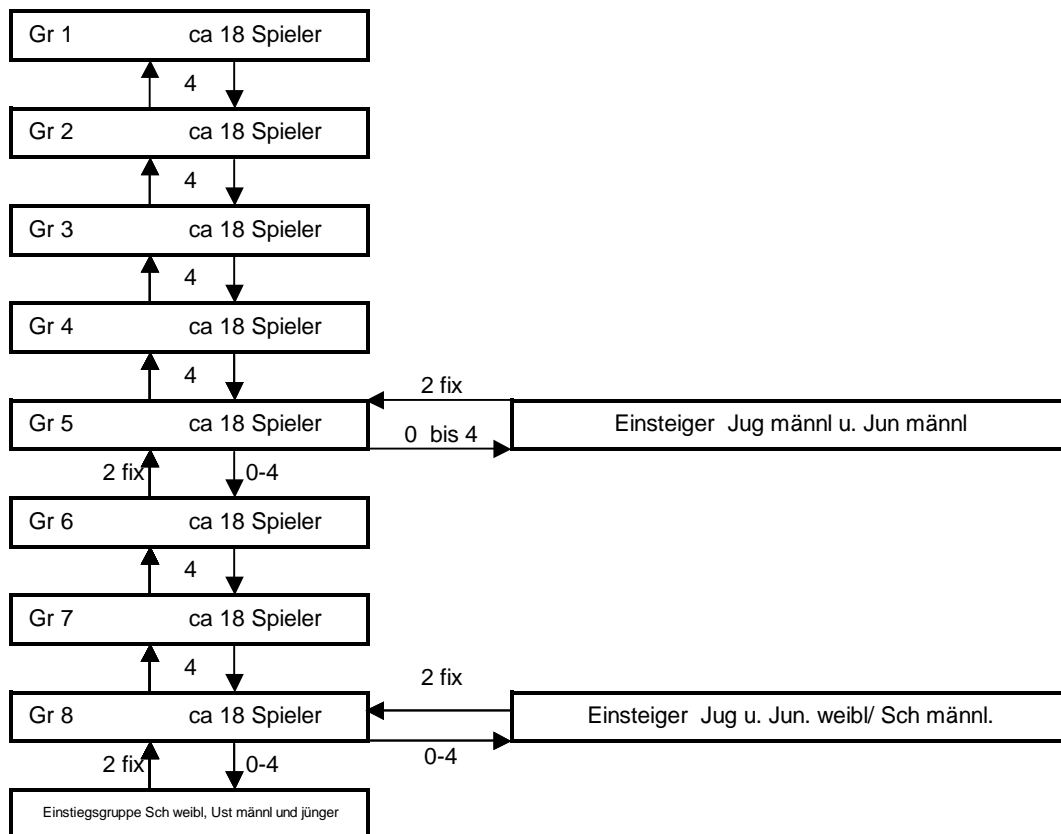 Gr 1 ca 18 Spieler
4
Gr 2 ca 18 Spieler
4
Gr 3 ca 18 Spieler
4
Gr 4 ca 18 Spieler
4
2 fix
Gr 5 ca 18 Spieler
Einsteiger Jug männl u. Jun männl
0 bis 4
2 fix 0-4
Gr 6 ca 18 Spieler
4
Gr 7 ca 18 Spieler
4
2 fix
Gr 8 ca 18 Spieler
Einsteiger Jug u. Jun. weibl/ Sch männl.
0-4
2 fix 0-4
Einstiegsgruppe Sch weibl, Ust männl und jünger